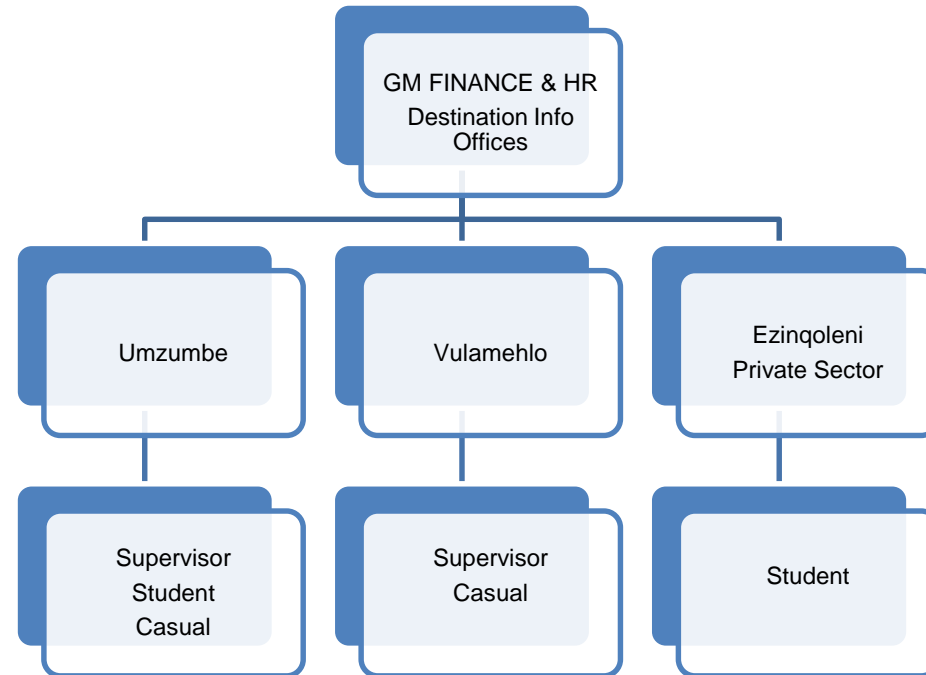 GM FINANCE & HR
Destination Info
Offices
Umzumbe
Vulamehlo
Ezinqoleni
Private Sector
Supervisor
Student
Casual
Supervisor
Casual
Student